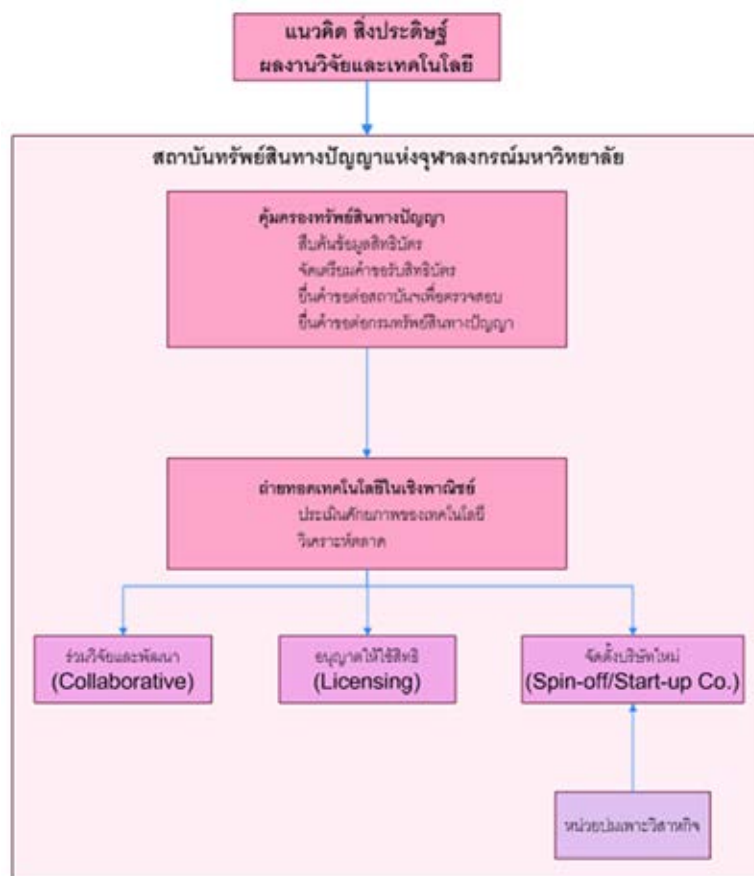 แนวคิด สิ่งประดิษฐ์
ผลงานวิจัยและเทคโนโลยี
สถาบันทรัพย์สินทางปัญญาแห่งจุฬาลงกรณ์มหาวิทยาลัย
คุ้มครองทรัพย์สินทางปัญญา
สืบค้นข้อมูลสิทธิบัตร
จัดเตรียมคำขอรับสิทธิบัตร
ยื่นคำขอต่อสถาบันฯเพื่อตรวจสอบ
ยื่นคำขอต่อกรมทรัพย์สินทางปัญญา
ถ่ายทอดเทคโนโลยีในเชิงพาณิชย์
ประเมินศักยภาพของเทคโนโลยี
วิเคราะห์ตลาด
ร่วมวิจัยและพัฒนา
(Collaborative)
อนุญาตให้ใช้สิทธิ
(Licensing)
จัดตั้งบริษัทใหม่
(Spin-off/Start-up Co.)
หน่วยบ่มเพาะวิสาหกิจ